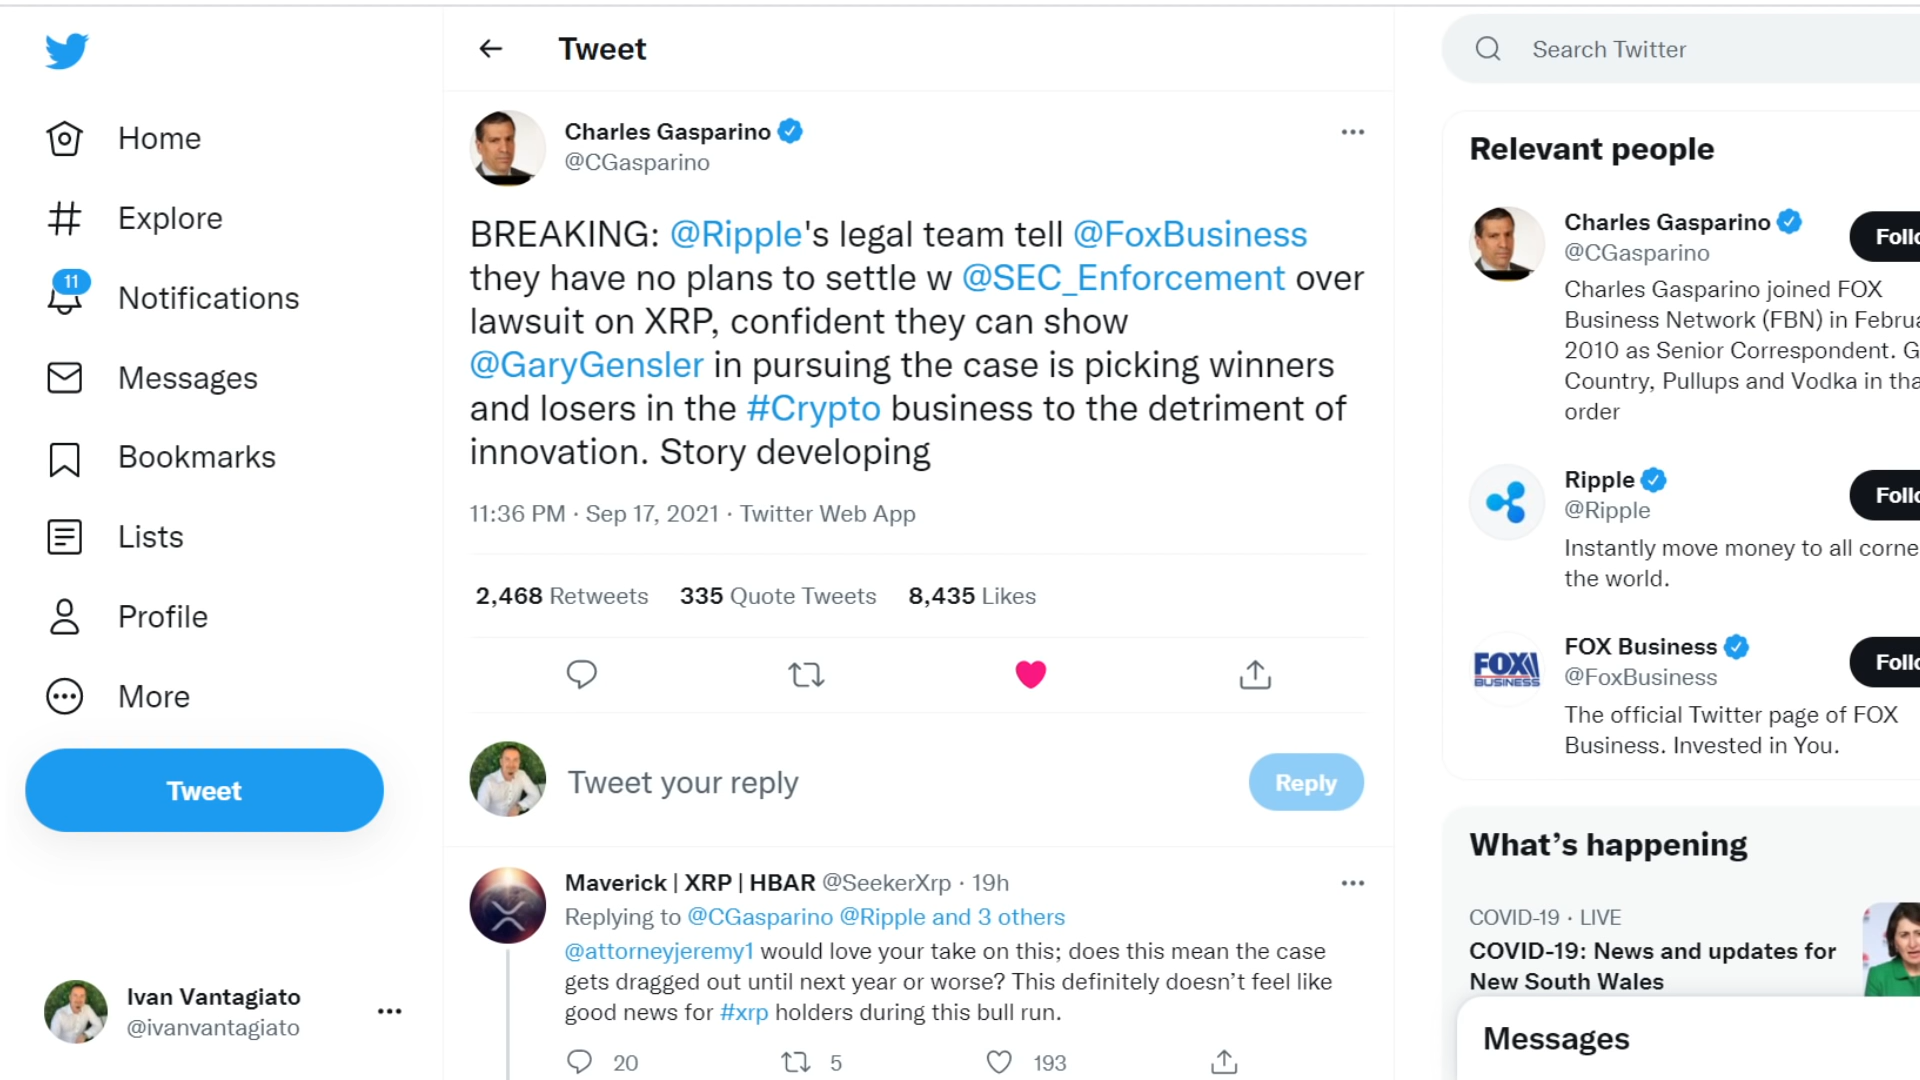 Home
Explore
11
Notifications
Messages
Bookmarks
Lists
Profile
More
Tweet
Ivan Vantagiato
@ivanvantagiato
Tweet
Charles Gasparino
@CGasparino
BREAKING: @Ripple's legal team tell @FoxBusiness
they have no plans to settle w @SEC_Enforcement over
lawsuit on XRP, confident they can show
@GaryGensler in pursuing the case is picking winners
and losers in the #Crypto business to the detriment of
innovation. Story developing
11:36 PM · Sep 17, 2021 · Twitter Web App
2,468 Retweets 335 Quote Tweets 8,435 Likes
Tweet your reply
Reply
Maverick | XRP | HBAR @SeekerXrp · 19h
Replying to @CGasparino @Ripple and 3 others
@attorneyjeremy1 would love your take on this; does this mean the case
gets dragged out until next year or worse? This definitely doesn't feel like
good news for #xrp holders during this bull run.
20 5 193
Search Twitter
Relevant people
Charles Gasparino
@CGasparino
Follo
Charles Gasparino joined FOX
Business Network (FBN) in Februa
2010 as Senior Correspondent. G
Country, Pullups and Vodka in tha
order
Ripple
@Ripple
Follo
Instantly move money to all corne
the world.
FOX BUSINESS
FOX Business
@FoxBusiness
Follo
The official Twitter page of FOX
Business. Invested in You.
What's happening
COVID-19 · LIVE
COVID-19: News and updates for
New South Wales
Messages